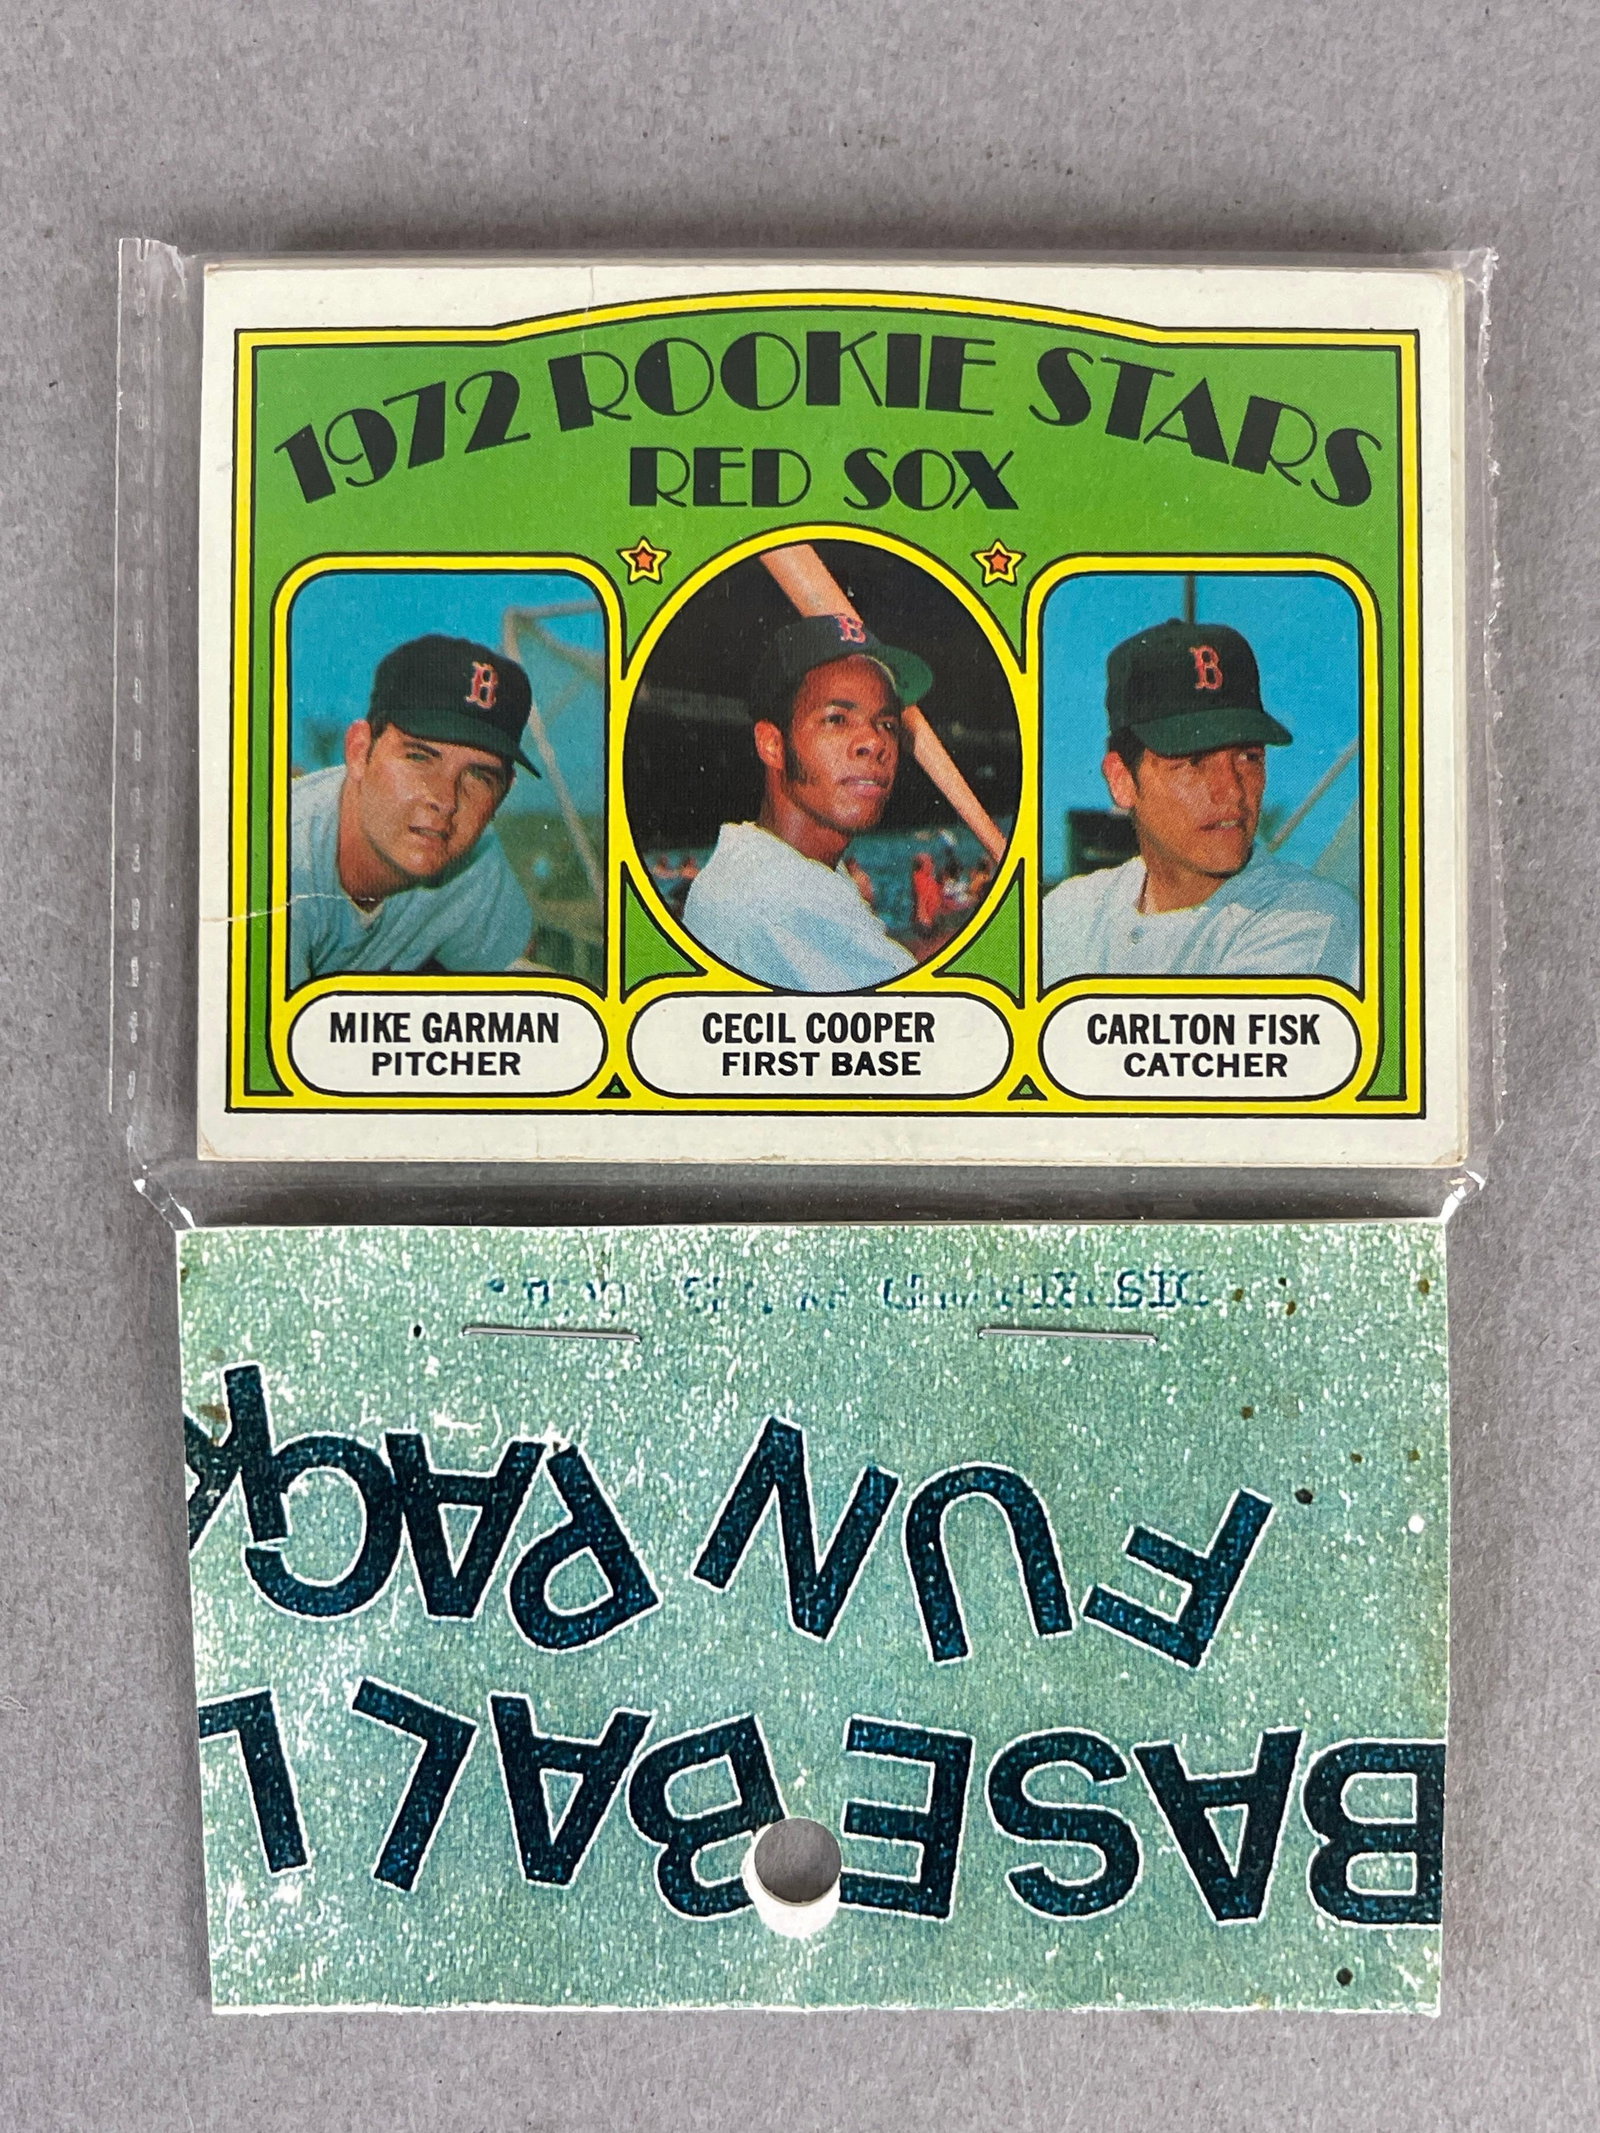 1972 ROOKIE STARS
RED SOX
B
B
B
MIKE GARMAN
PITCHER
CECIL COOPER
FIRST BASE
CARLTON FISK
CATCHER
BASEBALL
FUN PACK